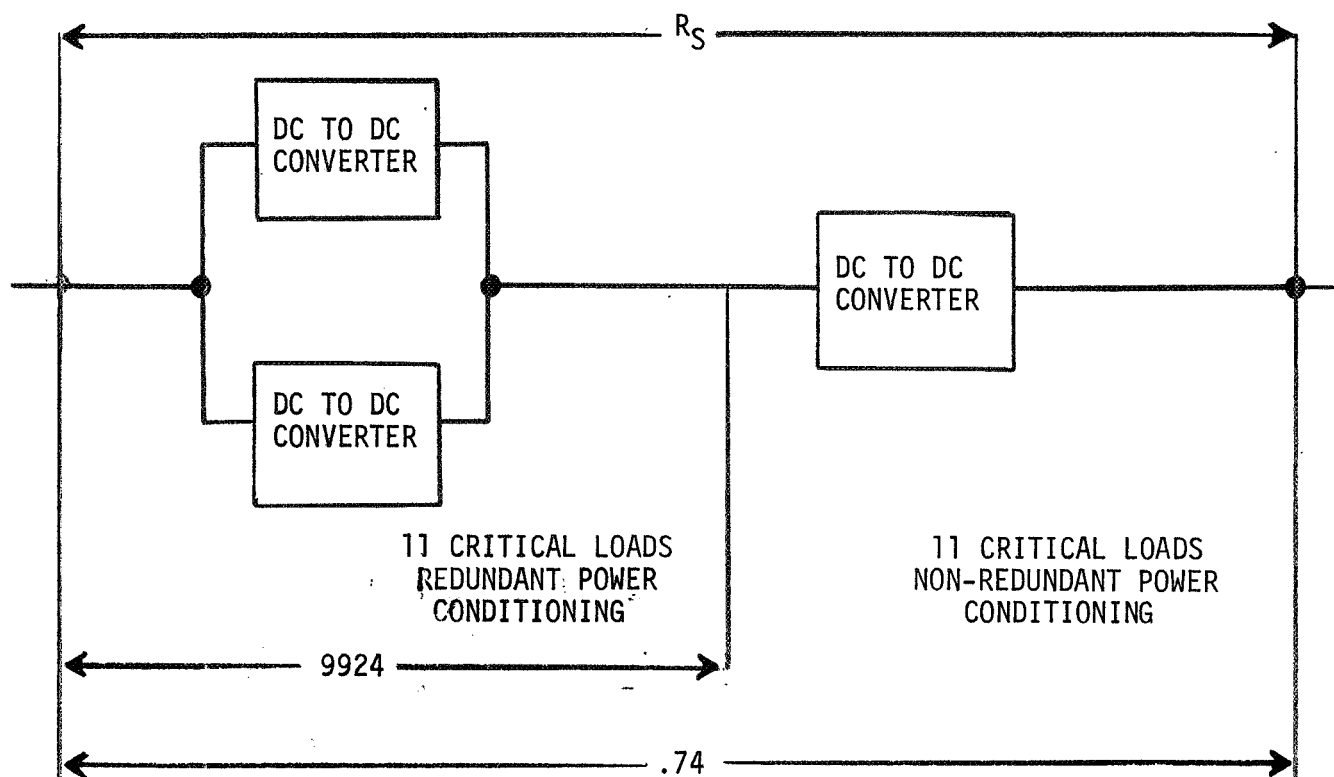 R_S
DC TO DC
CONVERTER
DC TO DC
CONVERTER
DC TO DC
CONVERTER
11 CRITICAL LOADS
REDUNDANT POWER
CONDITIONING
11 CRITICAL LOADS
NON-REDUNDANT POWER
CONDITIONING
9924
.74